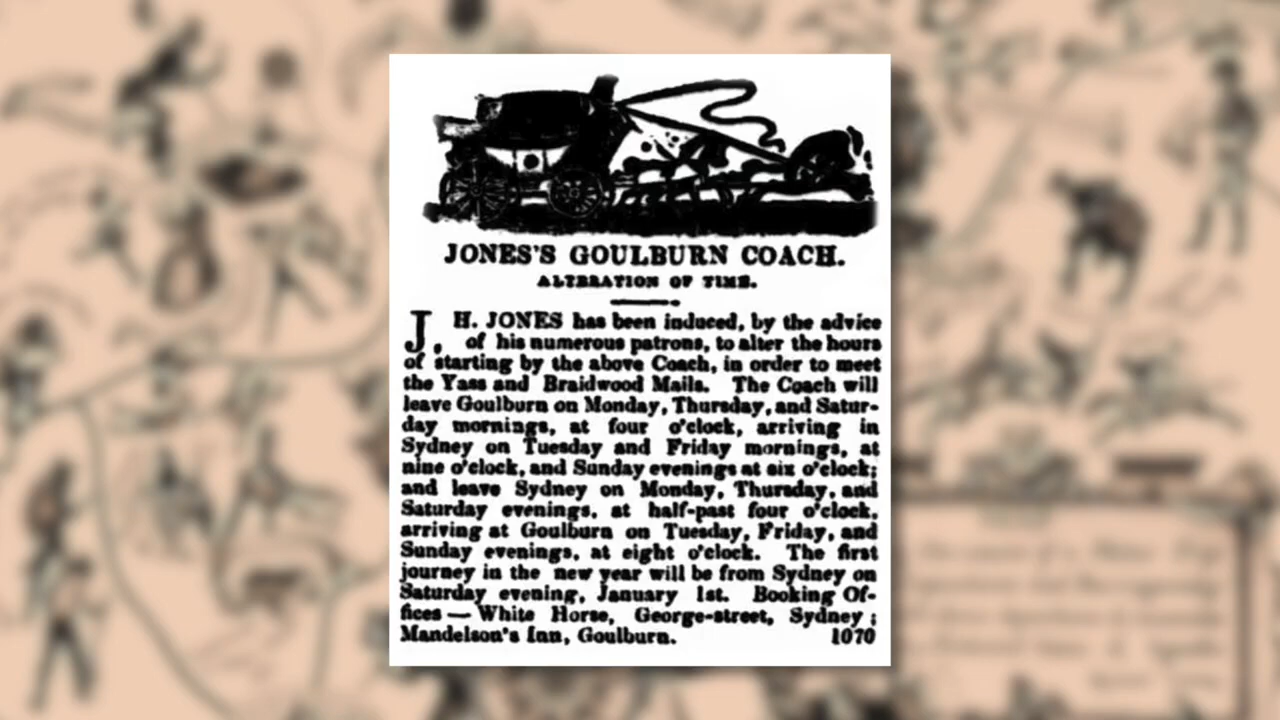 JONES'S GOULBURN COACH.
ALTERATION OF TIME.
J. H. JONES has been induced, by the advice
of his numerous patrons, to alter the hours
of starting by the above Coach, in order to meet
the Yass and Braidwood Mails. The Coach will
leave Goulburn on Monday, Thursday, and Satur-
day mornings, at four o'clock, arriving in
Sydney on Tuesday and Friday mornings, at
nine o'clock, and Sunday evenings at six o'clock;
and leave Sydney on Monday, Thursday, and
Saturday evenings, at half-past four o'clock,
arriving at Goulburn on Tuesday, Friday, and
Sunday evenings, at eight o'clock. The first
journey in the new year will be from Sydney on
Saturday evening, January 1st. Booking Of-
fices — White Horse, George-street, Sydney;
Mandelson's Inn, Goulburn. 1070